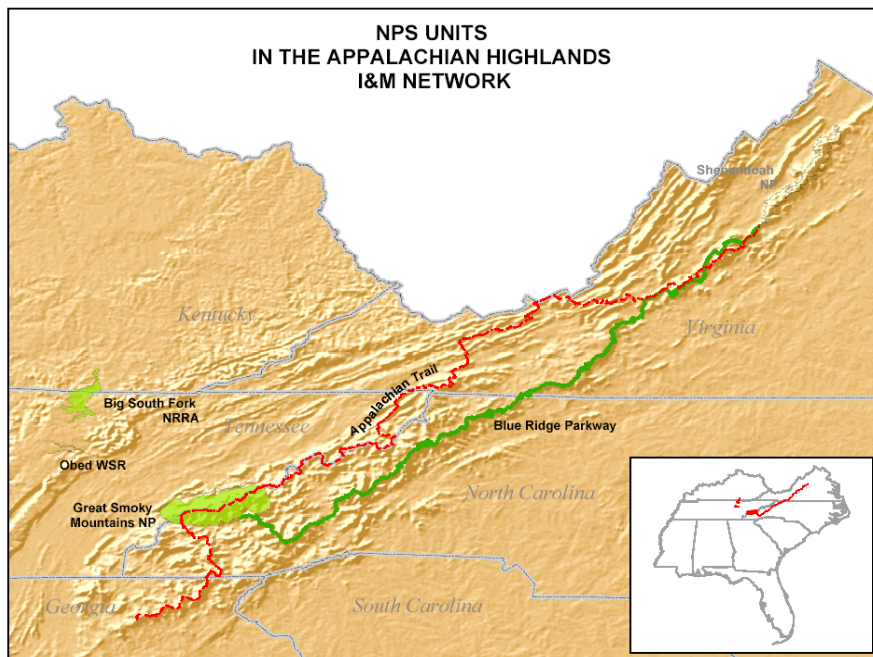 NPS UNITS
IN THE APPALACHIAN HIGHLANDS
I&M NETWORK
Shenandoah
NP
Kentucky
Virginia
Appalachian Trail
Big South Fork
NRRA
Tennessee
Blue Ridge Parkway
Obed WSR
North Carolina
Great Smoky
Mountains NP
Georgia
South Carolina